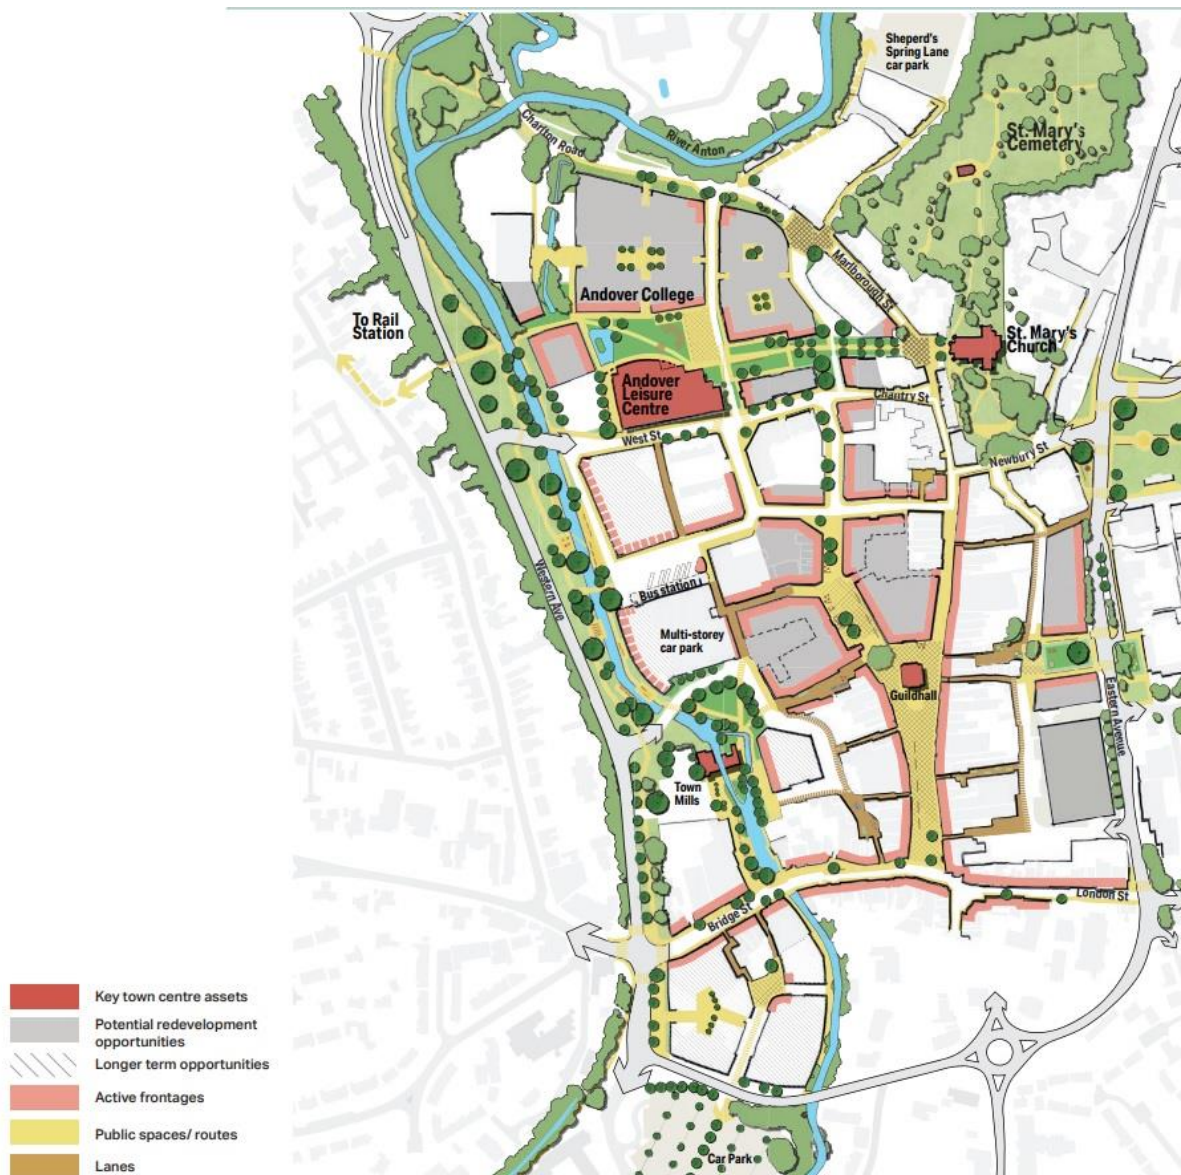 Sheperd's
Spring Lane
car park
Charlton Road
River Anton
St. Mary's
Cemetery
Marlborough St
Andover College
To Rail
Station
St. Mary's
Church
Andover
Leisure
Centre
Chantry St
West St
Newbury St
Western Ave
Bus station
Multi-storey
car park
Guildhall
Eastern Avenue
Town
Mills
London St
Bridge St
Car Park
Key town centre assets
Potential redevelopment
opportunities
Longer term opportunities
Active frontages
Public spaces/ routes
Lanes